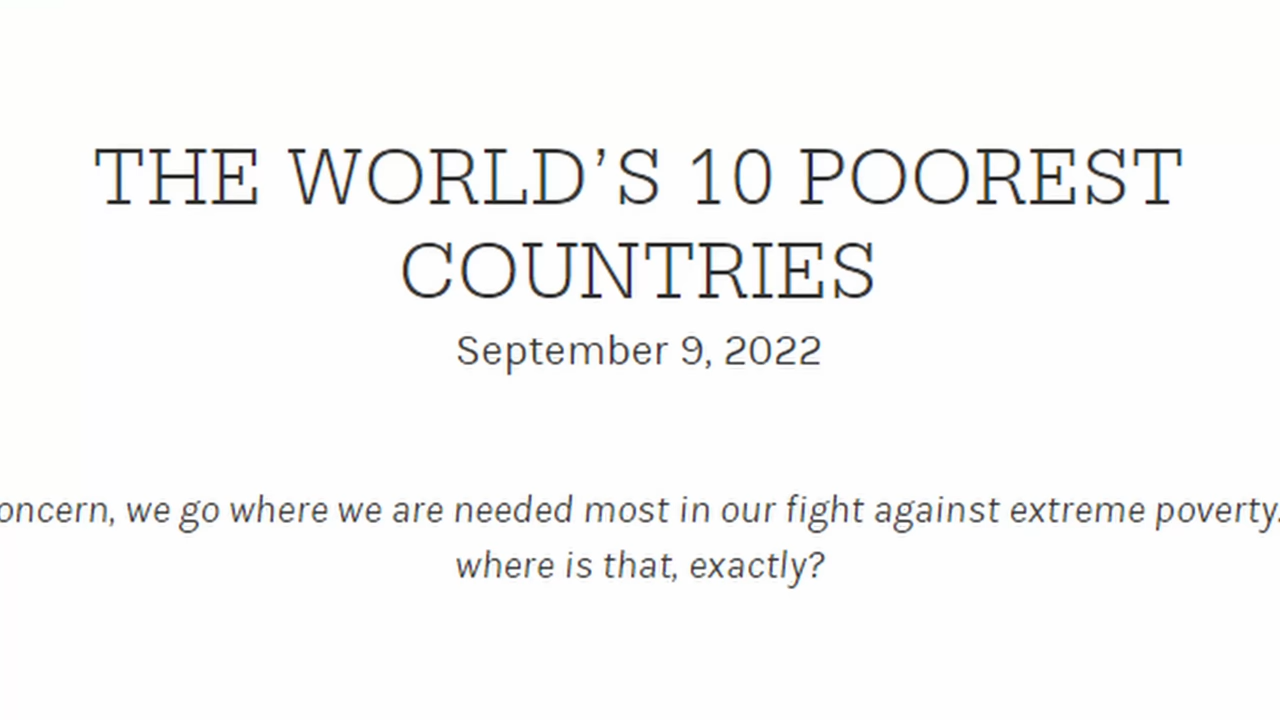 THE WORLD’S 10 POOREST
COUNTRIES
September 9, 2022
oncern, we go where we are needed most in our fight against extreme poverty.
where is that, exactly?